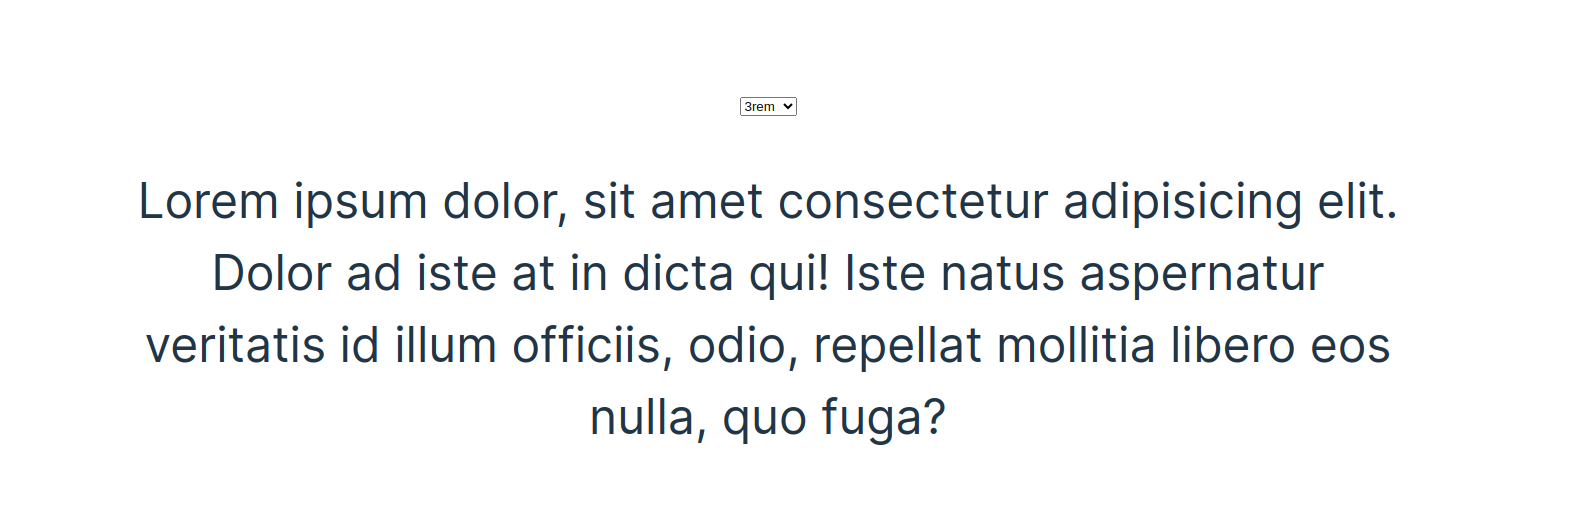 3rem
Lorem ipsum dolor, sit amet consectetur adipisicing elit.
Dolor ad iste at in dicta qui! Iste natus aspernatur
veritatis id illum officiis, odio, repellat mollitia libero eos
nulla, quo fuga?